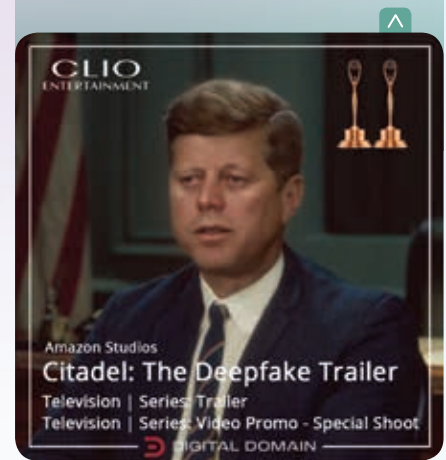 CLIO
ENTERTAINMENT
Amazon Studios
Citadel: The Deepfake Trailer
Television | Series: Trailer
Television | Series: Video Promo - Special Shoot
DIGITAL DOMAIN